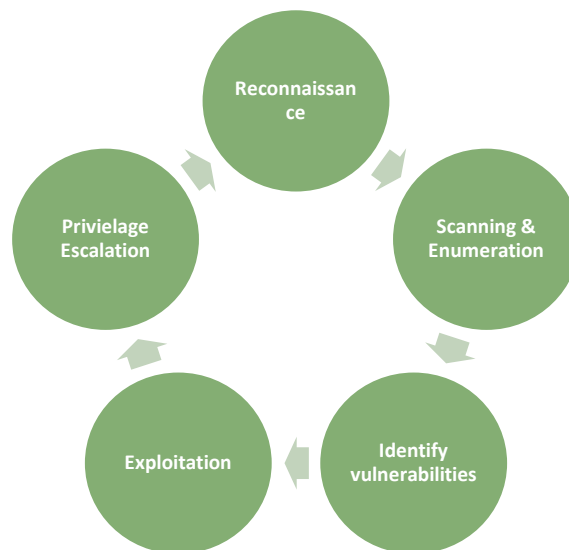 Reconnaissan
ce
Scanning &
Enumeration
Identify
vulnerabilities
Exploitation
Privielage
Escalation